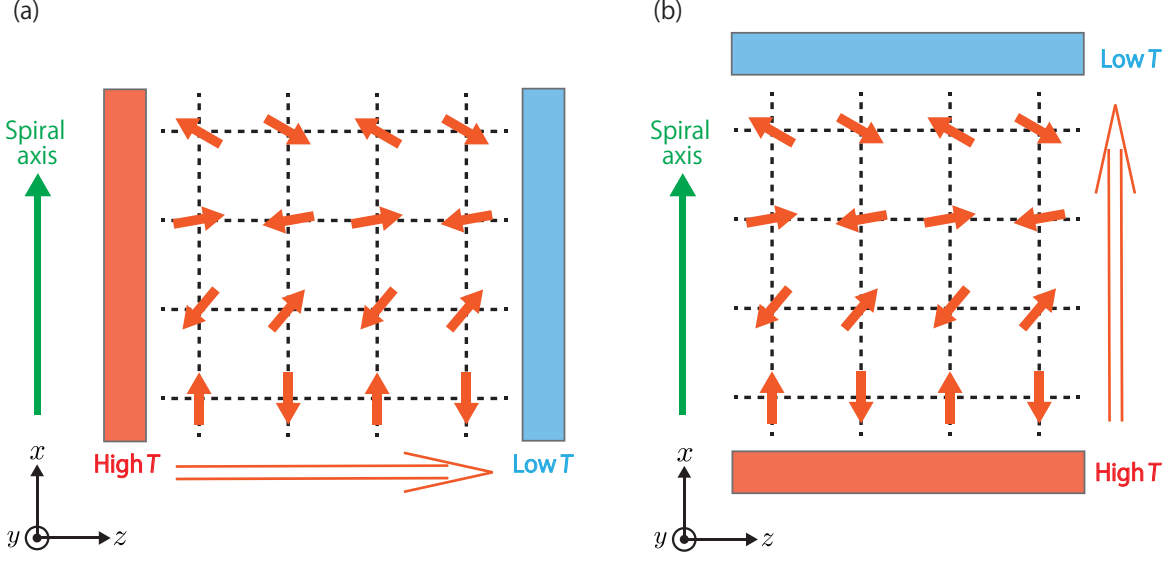 (a)
Spiral
axis
High T
Low T
x
y
z
(b)
Low T
Spiral
axis
x
High T
y
z